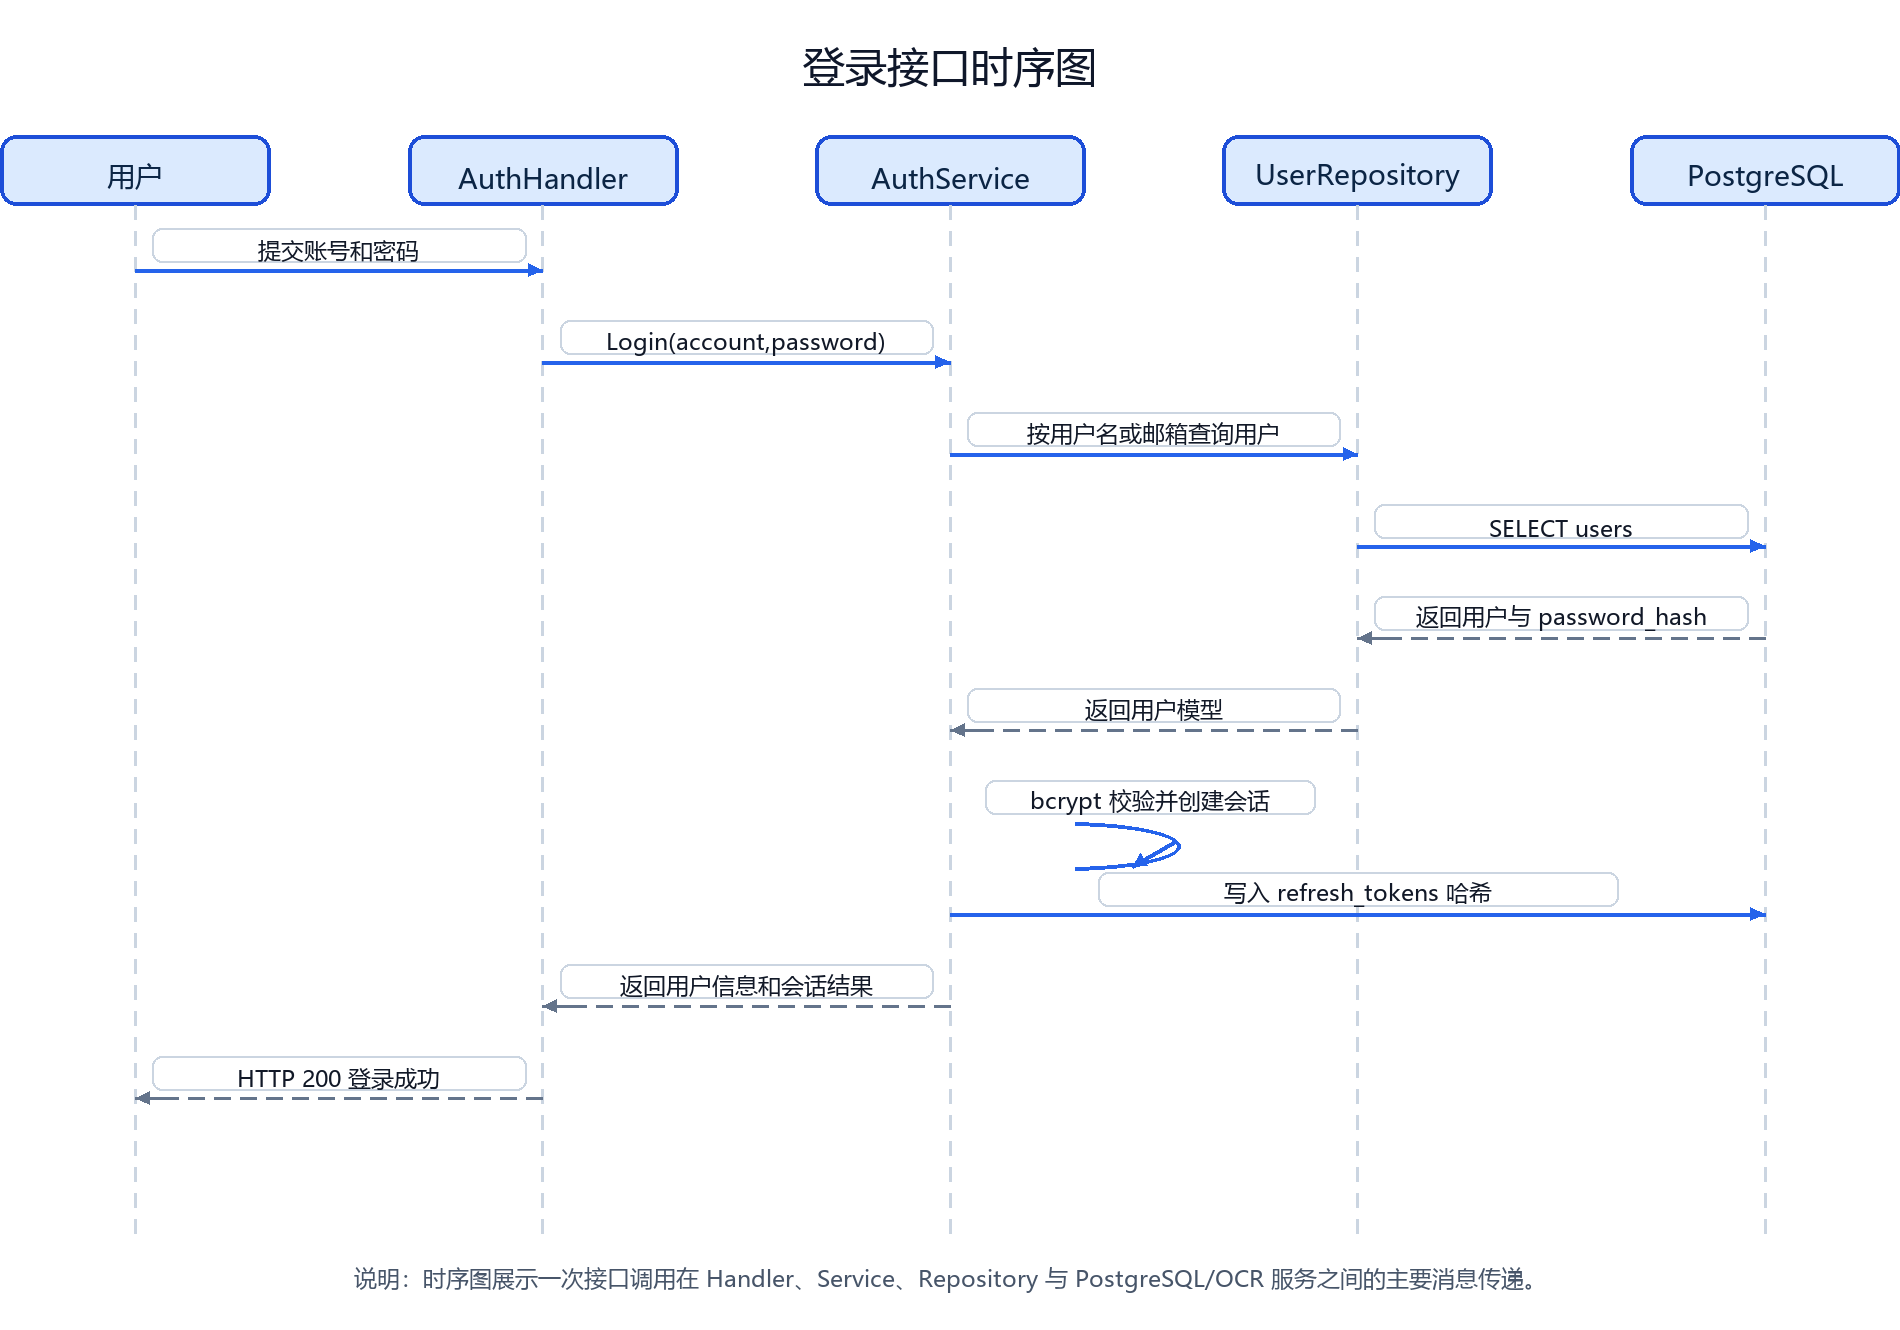 登录接口时序图
用户
AuthHandler
AuthService
UserRepository
PostgreSQL
提交账号和密码
Login(account,password)
按用户名或邮箱查询用户
SELECT users
返回用户与 password_hash
返回用户模型
bcrypt 校验并创建会话
写入 refresh_tokens 哈希
返回用户信息和会话结果
HTTP 200 登录成功
说明：时序图展示一次接口调用在 Handler、Service、Repository 与 PostgreSQL/OCR 服务之间的主要消息传递。